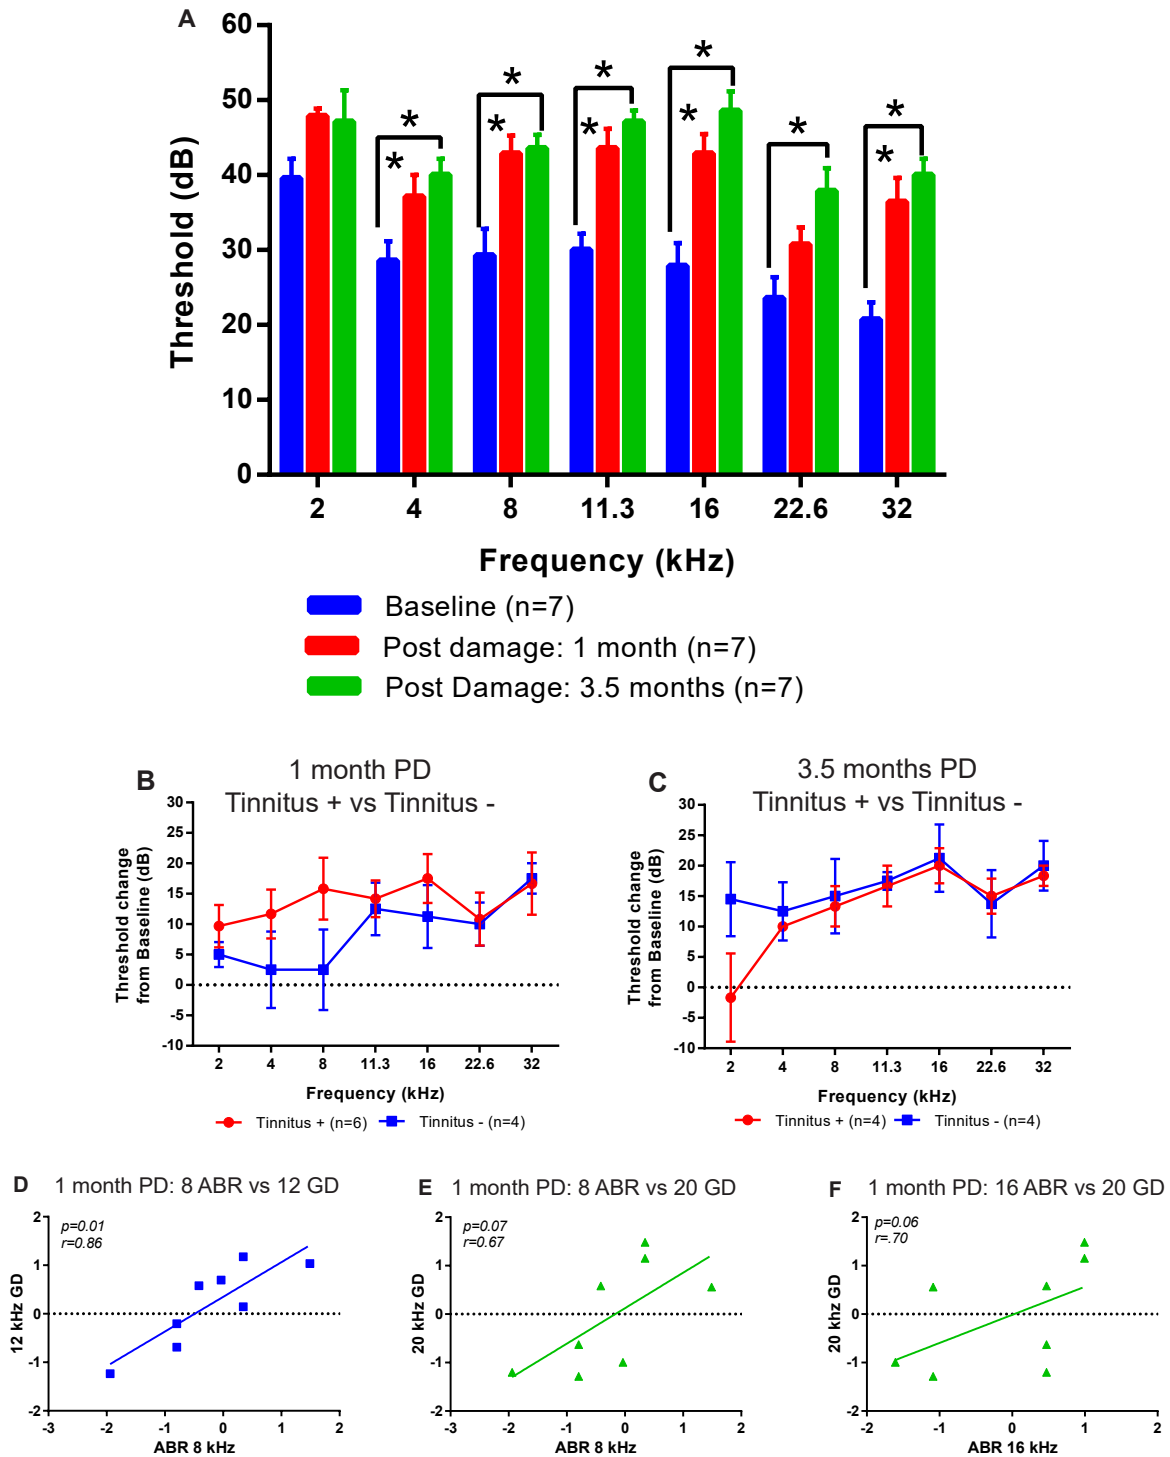 A
60
50
40
30
20
10
0
Threshold (dB)
* * * * * * * * * * *
2 4 8 11.3 16 22.6 32
Frequency (kHz)
Baseline (n=7)
Post damage: 1 month (n=7)
Post Damage: 3.5 months (n=7)
B
1 month PD
Tinnitus + vs Tinnitus -
30
25
20
15
10
5
0
-5
-10
Threshold change
from Baseline (dB)
2 4 8 11.3 16 22.6 32
Frequency (kHz)
Tinnitus + (n=6) Tinnitus - (n=4)
C
3.5 months PD
Tinnitus + vs Tinnitus -
30
25
20
15
10
5
0
-5
-10
Threshold change
from Baseline (dB)
2 4 8 11.3 16 22.6 32
Frequency (kHz)
Tinnitus + (n=4) Tinnitus - (n=4)
D 1 month PD: 8 ABR vs 12 GD
p=0.01
r=0.86
2
1
0
-1
-2
12 kHz GD
-3 -2 -1 0 1 2
ABR 8 kHz
E 1 month PD: 8 ABR vs 20 GD
p=0.07
r=0.67
2
1
0
-1
-2
20 kHz GD
-3 -2 -1 0 1 2
ABR 8 kHz
F 1 month PD: 16 ABR vs 20 GD
p=0.06
r=.70
2
1
0
-1
-2
20 kHz GD
-2 -1 0 1 2
ABR 16 kHz